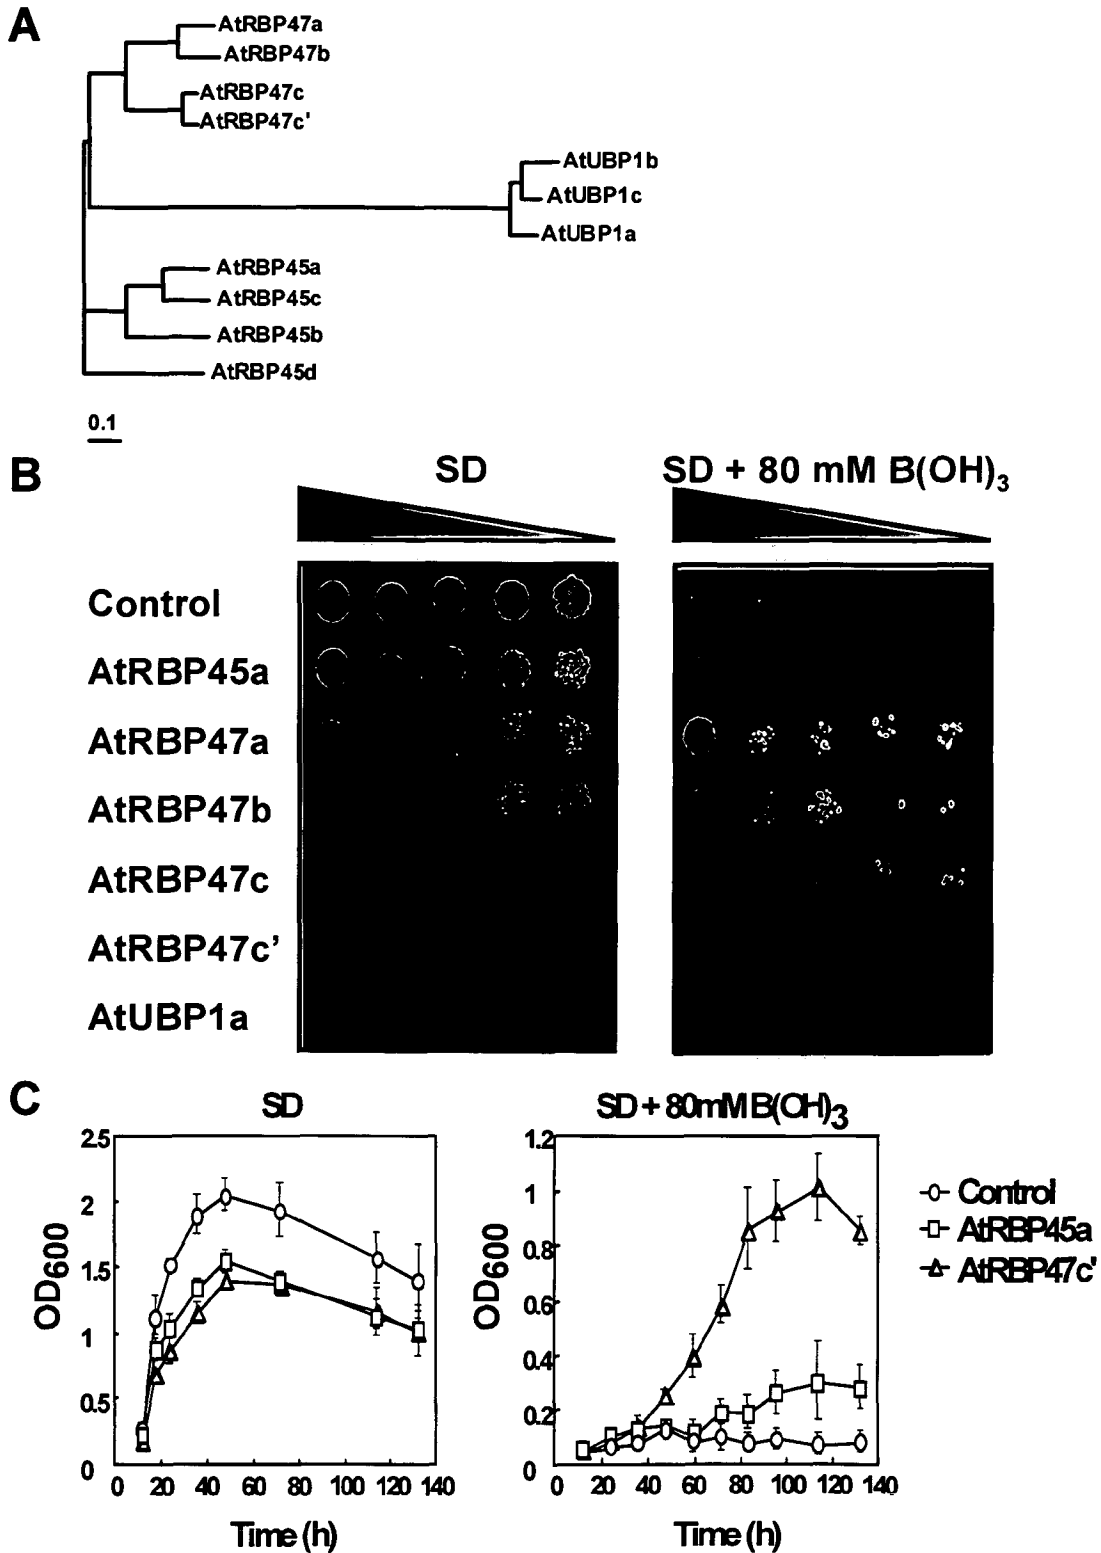 A
AtRBP47a
AtRBP47b
AtRBP47c
AtRBP47c'
AtUBP1b
AtUBP1c
AtUBP1a
AtRBP45a
AtRBP45c
AtRBP45b
AtRBP45d
0.1
B
SD
SD + 80 mM B(OH)3
Control
AtRBP45a
AtRBP47a
AtRBP47b
AtRBP47c
AtRBP47c’
AtUBP1a
C
SD
SD + 80mM B(OH)3
2.5
2
1.5
1
0.5
0
OD600
0 20 40 60 80 100 120 140
Time (h)
1.2
1
0.8
0.6
0.4
0.2
0
OD600
0 20 40 60 80 100 120 140
Time (h)
Control
AtRBP45a
AtRBP47c'